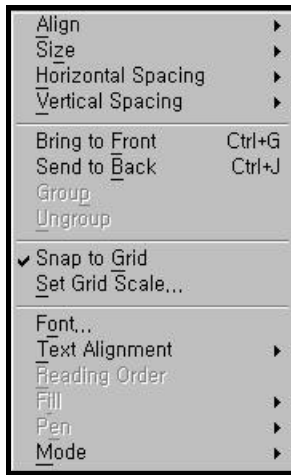 Align
Size
Horizontal Spacing
Vertical Spacing
Bring to Front Ctrl+G
Send to Back Ctrl+J
Group
Ungroup
Snap to Grid
Set Grid Scale...
Font...
Text Alignment
Reading Order
Fill
Pen
Mode